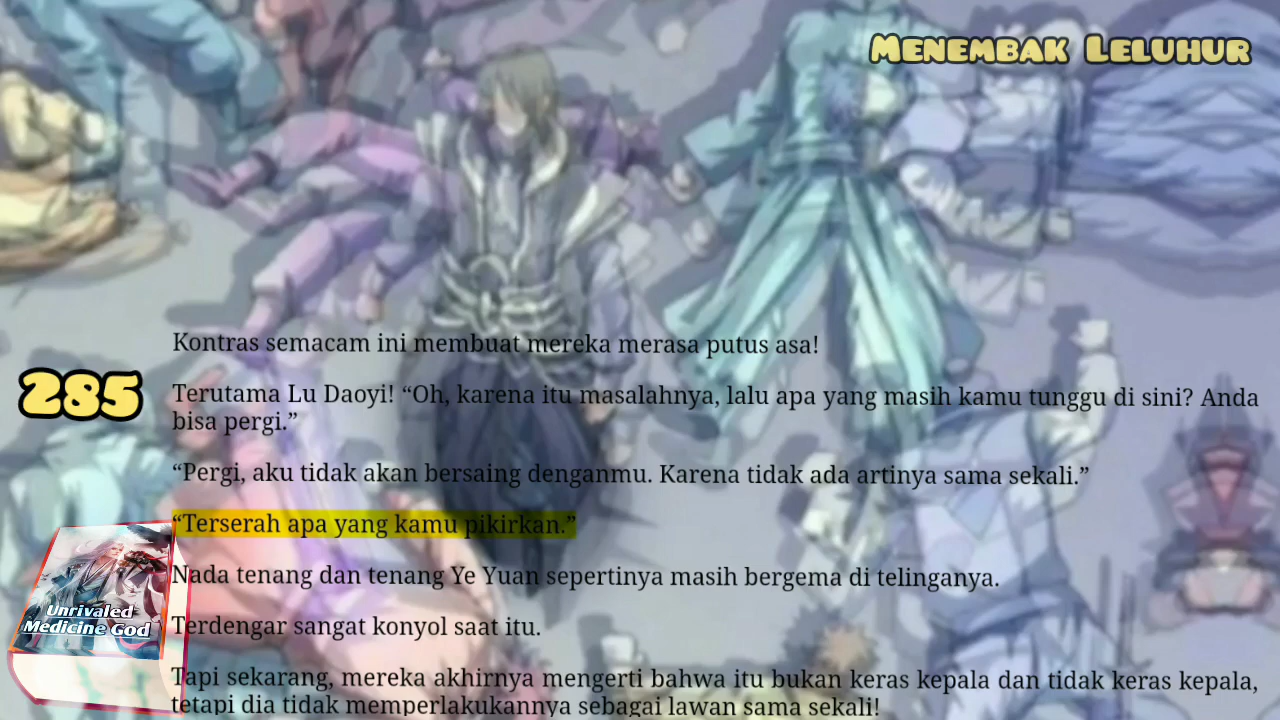 Menembak Leluhur
Kontras semacam ini membuat mereka merasa putus asa!
285
Terutama Lu Daoyi! “Oh, karena itu masalahnya, lalu apa yang masih kamu tunggu di sini? Anda
bisa pergi.”
“Pergi, aku tidak akan bersaing denganmu. Karena tidak ada artinya sama sekali.”
“Terserah apa yang kamu pikirkan.”
Nada tenang dan tenang Ye Yuan sepertinya masih bergema di telinganya.
Unrivaled
Medicine God
Terdengar sangat konyol saat itu.
Tapi sekarang, mereka akhirnya mengerti bahwa itu bukan keras kepala dan tidak keras kepala,
tetapi dia tidak memperlakukannya sebagai lawan sama sekali!